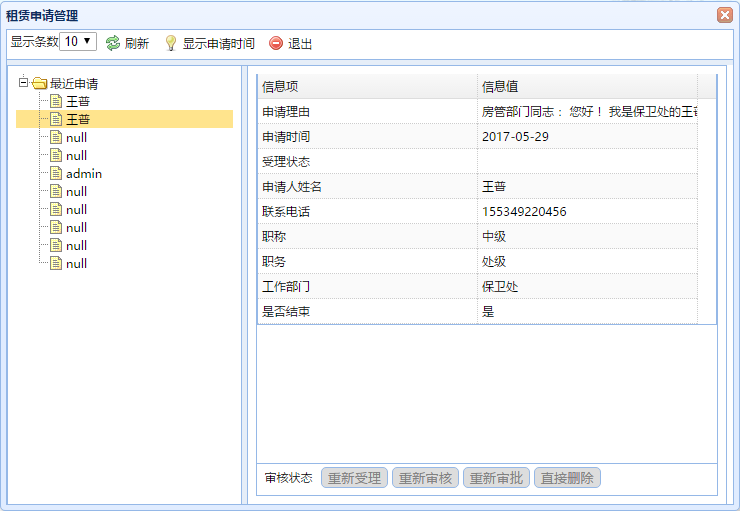 租赁申请管理
显示条数 10 刷新 显示申请时间 退出
最近申请
王普
王普
null
null
admin
null
null
null
null
null
信息项 信息值
申请理由 房管部门同志： 您好！ 我是保卫处的王
申请时间 2017-05-29
受理状态
申请人姓名 王普
联系电话 155349220456
职称 中级
职务 处级
工作部门 保卫处
是否结束 是
审核状态 重新受理 重新审核 重新审批 直接删除